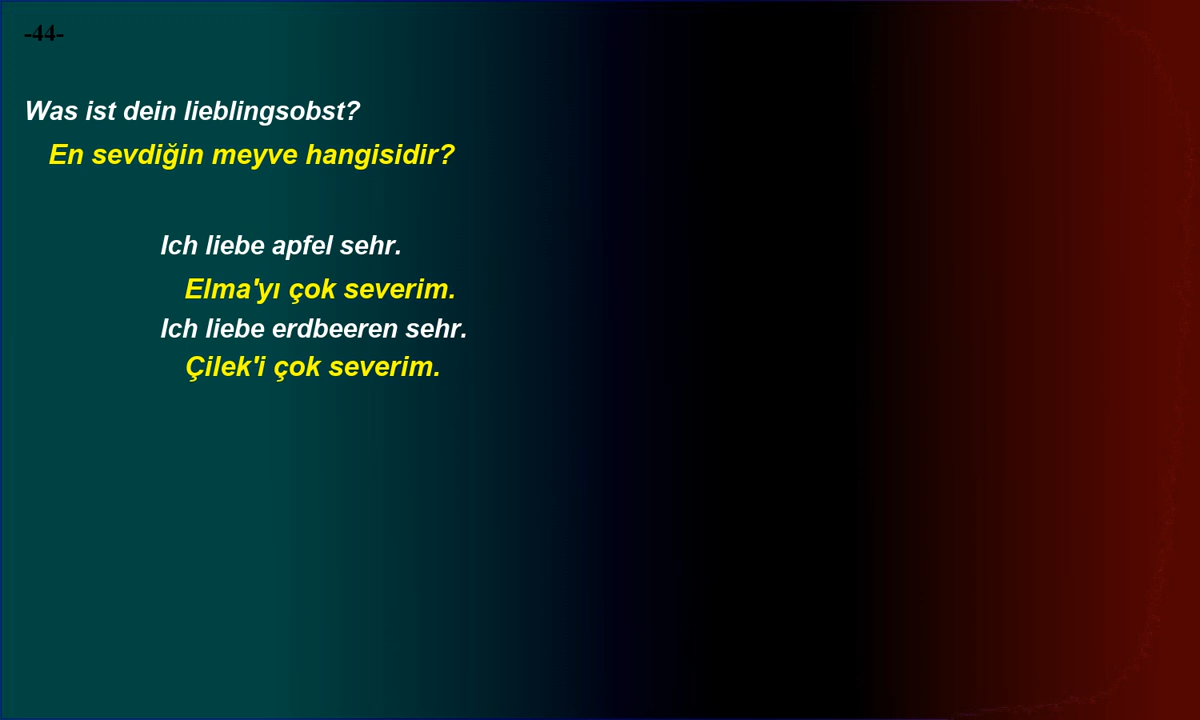 -44-
Was ist dein lieblingsobst?
En sevdiğin meyve hangisidir?
Ich liebe apfel sehr.
Elma'yı çok severim.
Ich liebe erdbeeren sehr.
Çilek'i çok severim.